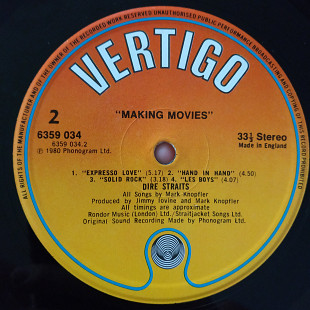 ALL RIGHTS OF THE MANUFACTURER AND OF THE OWNER OF THE RECORDED WORK RESERVED. UNAUTHORISED PUBLIC PERFORMANCE, BROADCASTING AND COPYING OF THIS RECORD PROHIBITED.
VERTIGO
2
"MAKING MOVIES"
6359 034
6359 034.2
℗ 1980 Phonogram Ltd.
33⅓ Stereo
Made in England
1. "EXPRESSO LOVE" (5.17) 2. "HAND IN HAND" (4.50)
3. "SOLID ROCK" (3.18) 4. "LES BOYS" (4.07)
DIRE STRAITS
All Songs by Mark Knopfler
Produced by Jimmy Iovine and Mark Knopfler
All timings are approximate
Rondor Music (London) Ltd./Straitjacket Songs Ltd.
Original Sound Recording Made by Phonogram Ltd.